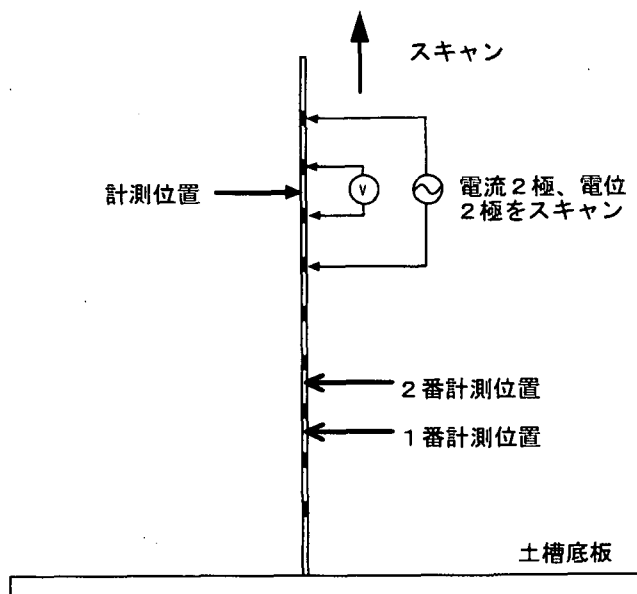 スキャン
計測位置
V
電流2極、電位
2極をスキャン
2番計測位置
1番計測位置
土槽底板